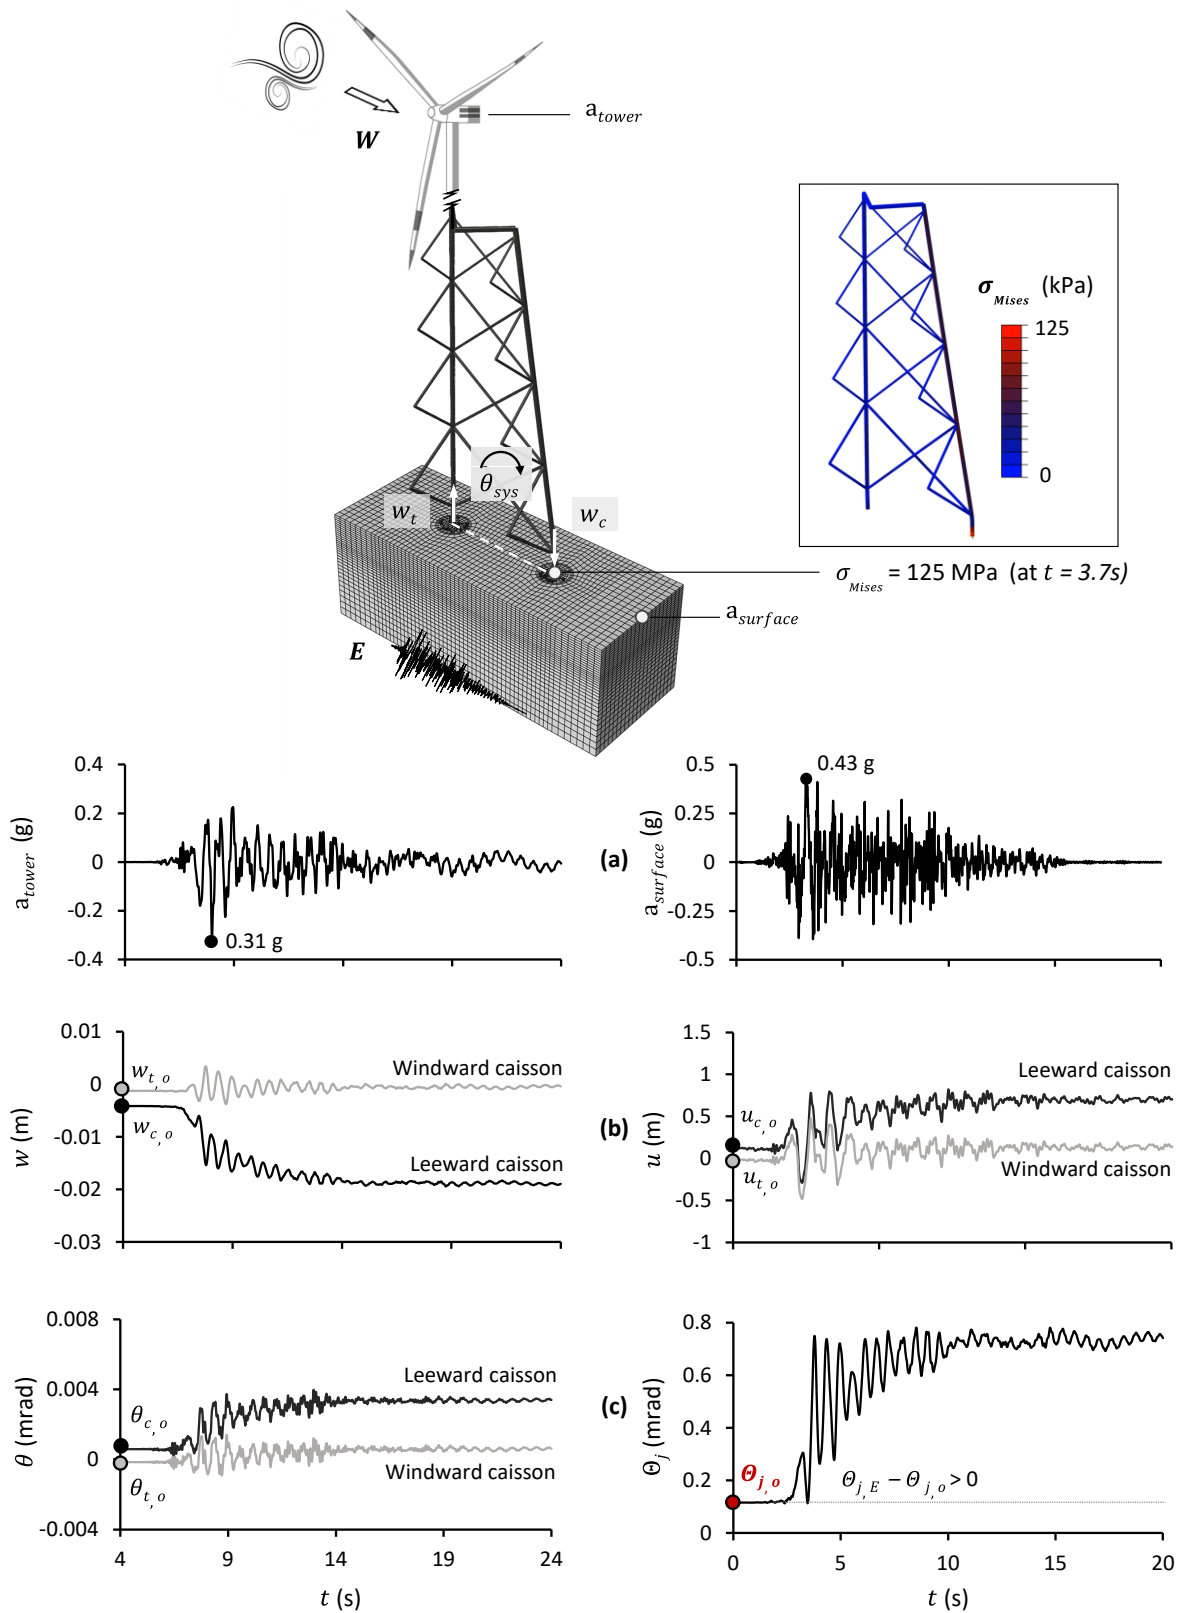 W
a_tower
σ_Mises (kPa)
125
0
θ_sys
w_t
w_c
σ_Mises = 125 MPa (at t = 3.7s)
a_surface
E
0.4
0.2
0
-0.2
-0.4
a_tower (g)
0.31 g
(a)
0.5
0.25
0
-0.25
-0.5
a_surface (g)
0.43 g
0.01
0
-0.01
-0.02
-0.03
w (m)
w_t,o
w_c,o
Windward caisson
Leeward caisson
(b)
1.5
1
0.5
0
-0.5
-1
u (m)
u_c,o
u_t,o
Leeward caisson
Windward caisson
0.008
0.004
0
-0.004
θ (mrad)
θ_c,o
θ_t,o
Leeward caisson
Windward caisson
4
9
14
19
24
t (s)
(c)
0.8
0.6
0.4
0.2
0
Θ_j (mrad)
Θ_j,o
Θ_j,E − Θ_j,o > 0
0
5
10
15
20
t (s)